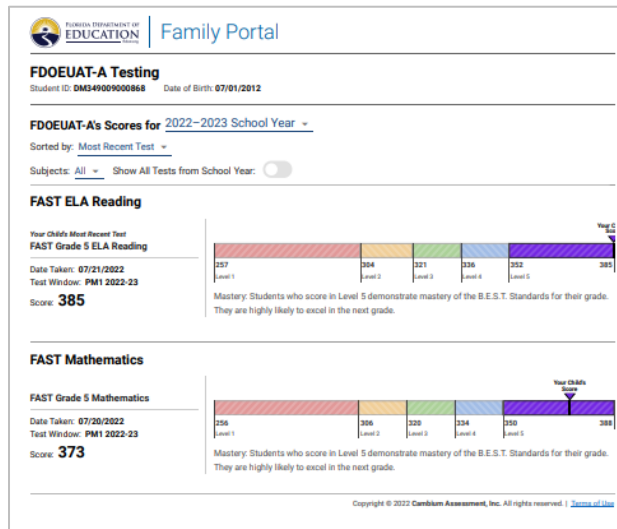 FLORIDA DEPARTMENT OF
EDUCATION
Family Portal
FDOEUAT-A Testing
Student ID: DM349009000868 Date of Birth: 07/01/2012
FDOEUAT-A's Scores for 2022–2023 School Year
Sorted by: Most Recent Test
Subjects: All Show All Tests from School Year:
FAST ELA Reading
Your Child's Most Recent Test
FAST Grade 5 ELA Reading
Date Taken: 07/21/2022
Test Window: PM1 2022-23
Score: 385
Your C
Sco
257 304 321 336 352 385
Level 1 Level 2 Level 3 Level 4 Level 5
Mastery: Students who score in Level 5 demonstrate mastery of the B.E.S.T. Standards for their grade.
They are highly likely to excel in the next grade.
FAST Mathematics
FAST Grade 5 Mathematics
Date Taken: 07/20/2022
Test Window: PM1 2022-23
Score: 373
Your Child's
Score
256 306 320 334 350 388
Level 1 Level 2 Level 3 Level 4 Level 5
Mastery: Students who score in Level 5 demonstrate mastery of the B.E.S.T. Standards for their grade.
They are highly likely to excel in the next grade.
Copyright © 2022 Cambium Assessment, Inc. All rights reserved. | Terms of Use